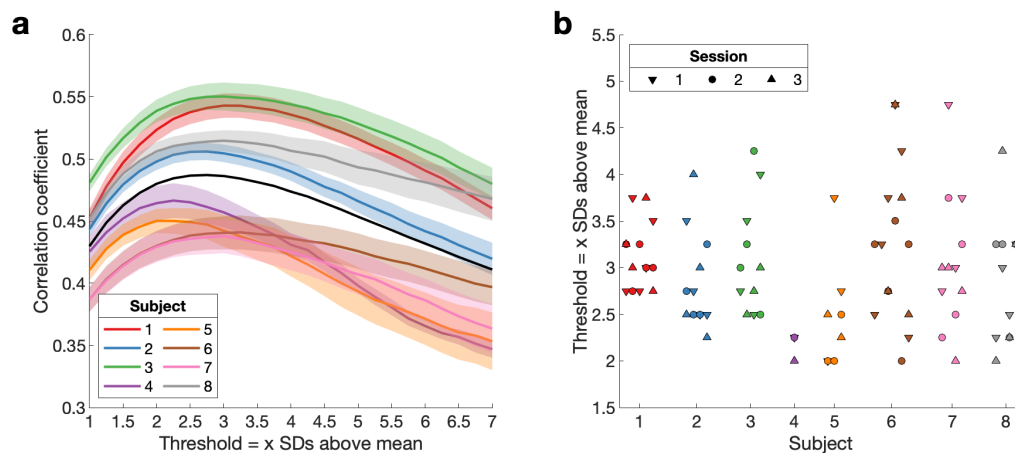 a
0.6
0.55
0.5
0.45
0.4
0.35
0.3
Correlation coefficient
1 1.5 2 2.5 3 3.5 4 4.5 5 5.5 6 6.5 7
Threshold = x SDs above mean
Subject
1 5
2 6
3 7
4 8
b
5.5
5
4.5
4
3.5
3
2.5
2
1.5
Threshold = x SDs above mean
Session
1 2 3
1 2 3 4 5 6 7 8
Subject